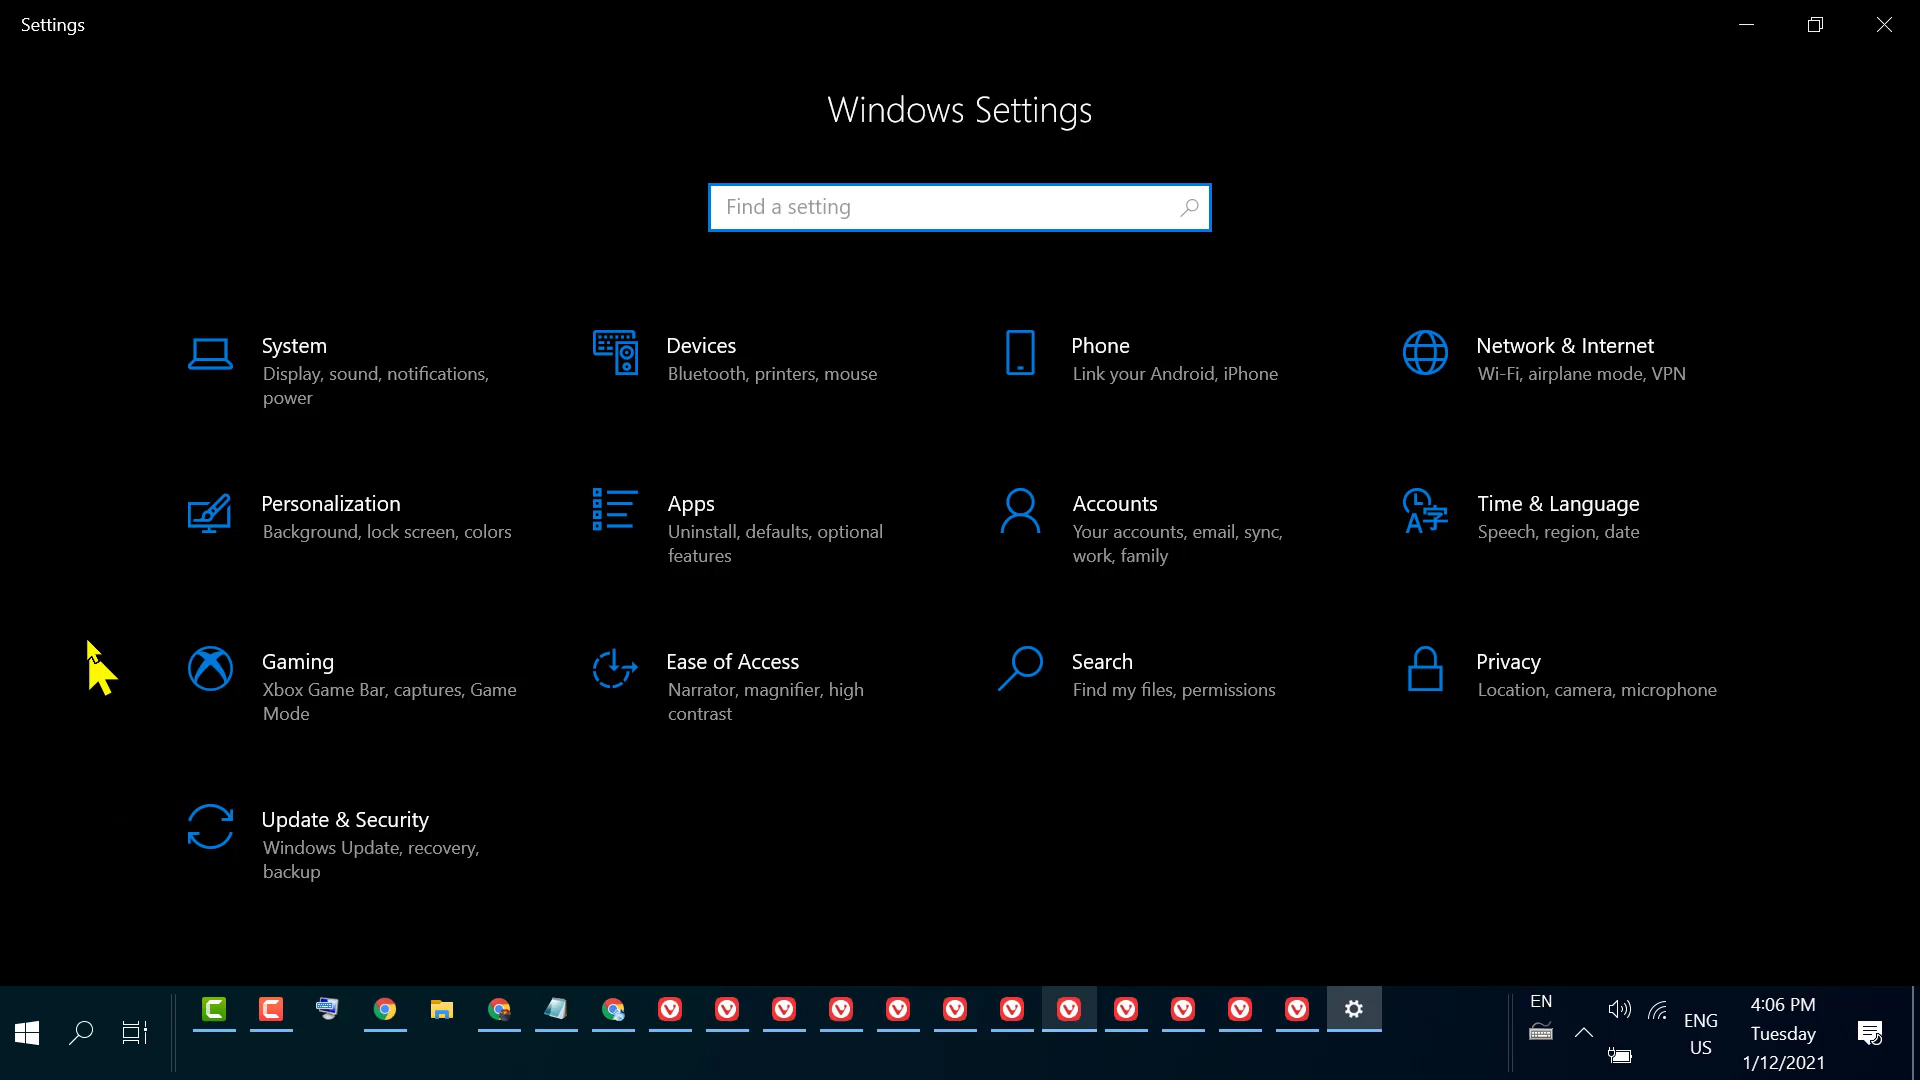 Settings
Windows Settings
Find a setting
System
Display, sound, notifications,
power
Devices
Bluetooth, printers, mouse
Phone
Link your Android, iPhone
Network & Internet
Wi-Fi, airplane mode, VPN
Personalization
Background, lock screen, colors
Apps
Uninstall, defaults, optional
features
Accounts
Your accounts, email, sync,
work, family
Time & Language
Speech, region, date
Gaming
Xbox Game Bar, captures, Game
Mode
Ease of Access
Narrator, magnifier, high
contrast
Search
Find my files, permissions
Privacy
Location, camera, microphone
Update & Security
Windows Update, recovery,
backup
EN
ENG
US
4:06 PM
Tuesday
1/12/2021